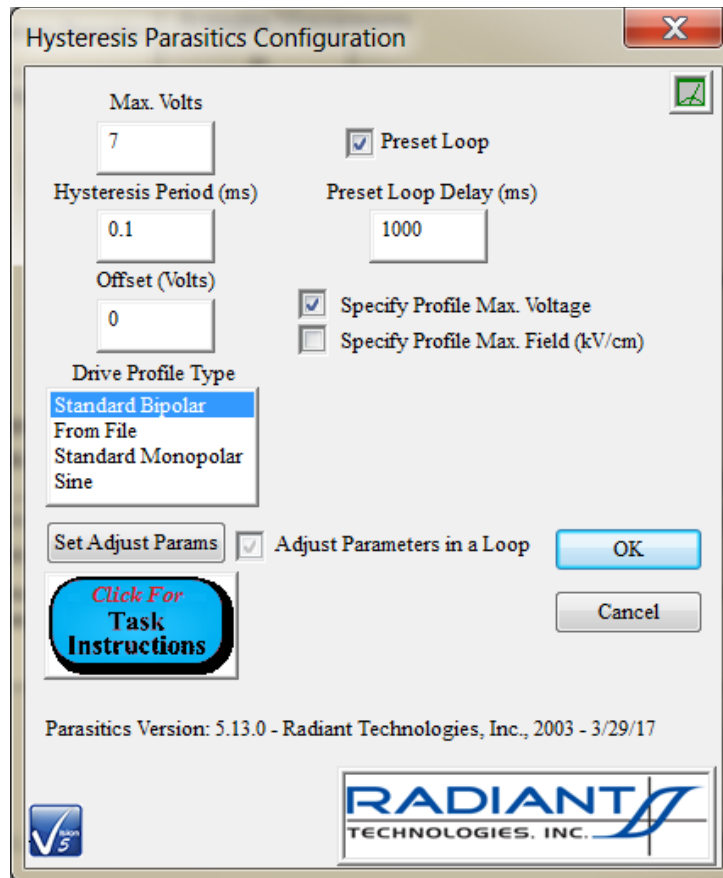 Hysteresis Parasitics Configuration
X
Max. Volts
7
Preset Loop
Hysteresis Period (ms)
Preset Loop Delay (ms)
0.1
1000
Offset (Volts)
0
Specify Profile Max. Voltage
Specify Profile Max. Field (kV/cm)
Drive Profile Type
Standard Bipolar
From File
Standard Monopolar
Sine
Set Adjust Params
Adjust Parameters in a Loop
OK
Click For
Task
Instructions
Cancel
Parasitics Version: 5.13.0 - Radiant Technologies, Inc., 2003 - 3/29/17
RADIANT
TECHNOLOGIES, INC.
Vision
5